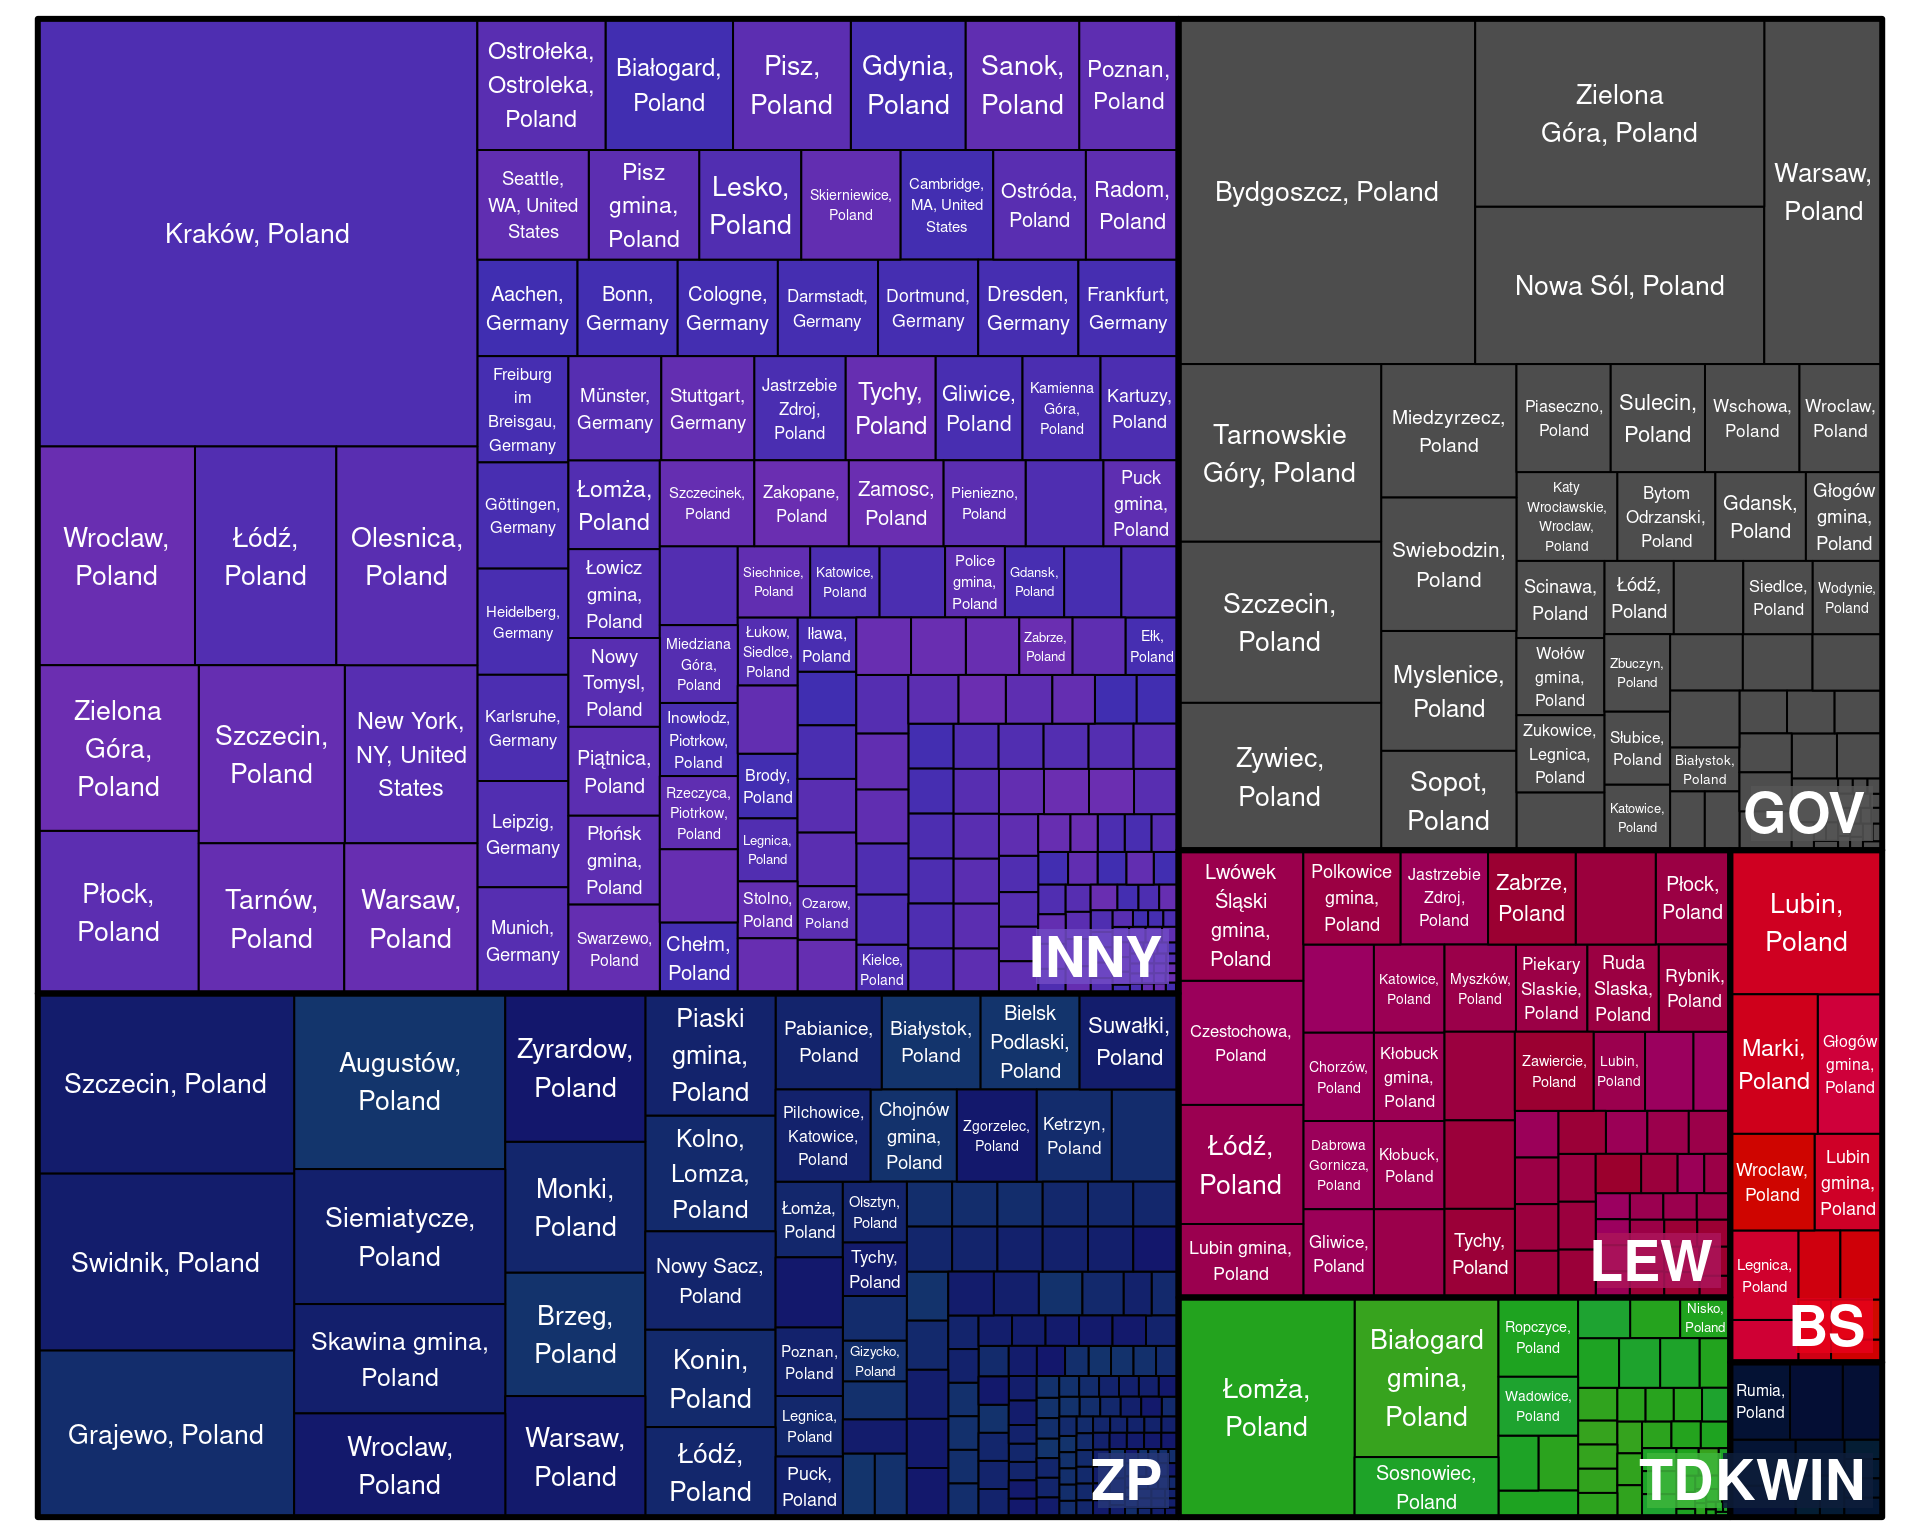 Kraków, Poland
Wroclaw,
Poland
Łódź,
Poland
Olesnica,
Poland
Zielona
Góra,
Poland
Szczecin,
Poland
New York,
NY, United
States
Płock,
Poland
Tarnów,
Poland
Warsaw,
Poland
Ostrołeka,
Ostroleka,
Poland
Białogard,
Poland
Pisz,
Poland
Gdynia,
Poland
Sanok,
Poland
Poznan,
Poland
Seattle,
WA, United
States
Pisz
gmina,
Poland
Lesko,
Poland
Skierniewice,
Poland
Cambridge,
MA, United
States
Ostróda,
Poland
Radom,
Poland
Aachen,
Germany
Bonn,
Germany
Cologne,
Germany
Darmstadt,
Germany
Dortmund,
Germany
Dresden,
Germany
Frankfurt,
Germany
Freiburg
im
Breisgau,
Germany
Münster,
Germany
Stuttgart,
Germany
Jastrzebie
Zdroj,
Poland
Tychy,
Poland
Gliwice,
Poland
Kamienna
Góra,
Poland
Kartuzy,
Poland
Göttingen,
Germany
Heidelberg,
Germany
Karlsruhe,
Germany
Leipzig,
Germany
Munich,
Germany
Łomża,
Poland
Łowicz
gmina,
Poland
Nowy
Tomysl,
Poland
Piątnica,
Poland
Płońsk
gmina,
Poland
Swarzewo,
Poland
Szczecinek,
Poland
Zakopane,
Poland
Zamosc,
Poland
Pieniezno,
Poland
Puck
gmina,
Poland
Miedziana
Góra,
Poland
Inowłodz,
Piotrkow,
Poland
Rzeczyca,
Piotrkow,
Poland
Chełm,
Poland
Siechnice,
Poland
Katowice,
Poland
Police
gmina,
Poland
Gdansk,
Poland
Łukow,
Siedlce,
Poland
Brody,
Poland
Legnica,
Poland
Stolno,
Poland
Iława,
Poland
Ozarow,
Poland
Zabrze,
Poland
Ełk,
Poland
Kielce,
Poland
INNY
Bydgoszcz, Poland
Zielona
Góra, Poland
Nowa Sól, Poland
Warsaw,
Poland
Tarnowskie
Góry, Poland
Szczecin,
Poland
Zywiec,
Poland
Miedzyrzecz,
Poland
Swiebodzin,
Poland
Myslenice,
Poland
Sopot,
Poland
Piaseczno,
Poland
Sulecin,
Poland
Wschowa,
Poland
Wroclaw,
Poland
Katy
Wrocławskie,
Wroclaw,
Poland
Bytom
Odrzanski,
Poland
Gdansk,
Poland
Głogów
gmina,
Poland
Scinawa,
Poland
Łódź,
Poland
Siedlce,
Poland
Wodynie,
Poland
Wołów
gmina,
Poland
Zukowice,
Legnica,
Poland
Zbuczyn,
Poland
Słubice,
Poland
Katowice,
Poland
Białystok,
Poland
GOV
Szczecin, Poland
Swidnik, Poland
Grajewo, Poland
Augustów,
Poland
Siemiatycze,
Poland
Skawina gmina,
Poland
Wroclaw,
Poland
Zyrardow,
Poland
Monki,
Poland
Brzeg,
Poland
Warsaw,
Poland
Piaski
gmina,
Poland
Kolno,
Lomza,
Poland
Nowy Sacz,
Poland
Konin,
Poland
Łódź,
Poland
Pabianice,
Poland
Białystok,
Poland
Bielsk
Podlaski,
Poland
Suwałki,
Poland
Pilchowice,
Katowice,
Poland
Chojnów
gmina,
Poland
Zgorzelec,
Poland
Ketrzyn,
Poland
Łomża,
Poland
Poznan,
Poland
Legnica,
Poland
Puck,
Poland
Olsztyn,
Poland
Tychy,
Poland
Gizycko,
Poland
ZP
Lwówek
Śląski
gmina,
Poland
Czestochowa,
Poland
Łódź,
Poland
Lubin gmina,
Poland
Polkowice
gmina,
Poland
Jastrzebie
Zdroj,
Poland
Zabrze,
Poland
Płock,
Poland
Katowice,
Poland
Myszków,
Poland
Piekary
Slaskie,
Poland
Ruda
Slaska,
Poland
Rybnik,
Poland
Chorzów,
Poland
Kłobuck
gmina,
Poland
Zawiercie,
Poland
Lubin,
Poland
Dabrowa
Gornicza,
Poland
Kłobuck,
Poland
Gliwice,
Poland
Tychy,
Poland
LEW
Lubin,
Poland
Marki,
Poland
Głogów
gmina,
Poland
Wroclaw,
Poland
Lubin
gmina,
Poland
Legnica,
Poland
BS
Łomża,
Poland
Białogard
gmina,
Poland
Sosnowiec,
Poland
Ropczyce,
Poland
Wadowice,
Poland
Nisko,
Poland
Rumia,
Poland
TDKWIN